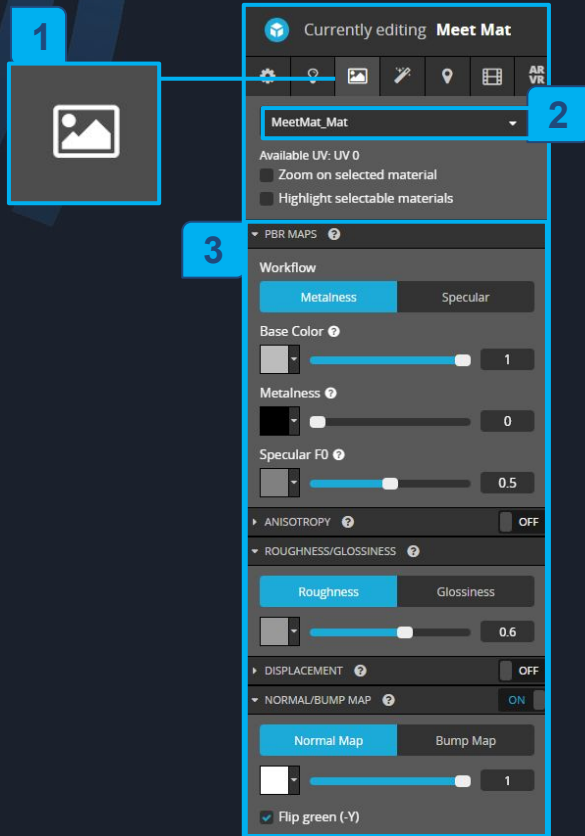 1
Currently editing Meet Mat
AR
VR
MeetMat_Mat
2
Available UV: UV 0
Zoom on selected material
Highlight selectable materials
3
PBR MAPS ?
Workflow
Metalness Specular
Base Color ?
1
Metalness ?
0
Specular F0 ?
0.5
ANISOTROPY ? OFF
ROUGHNESS/GLOSSINESS ?
Roughness Glossiness
0.6
DISPLACEMENT ? OFF
NORMAL/BUMP MAP ? ON
Normal Map Bump Map
1
Flip green (-Y)